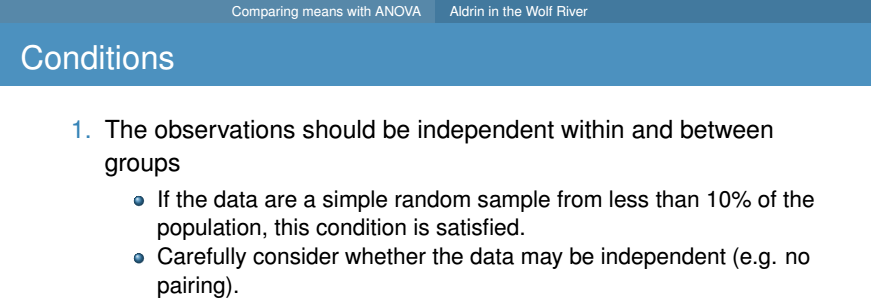 Comparing means with ANOVA Aldrin in the Wolf River
Conditions
1. The observations should be independent within and between
groups
If the data are a simple random sample from less than 10% of the
population, this condition is satisfied.
Carefully consider whether the data may be independent (e.g. no
pairing).